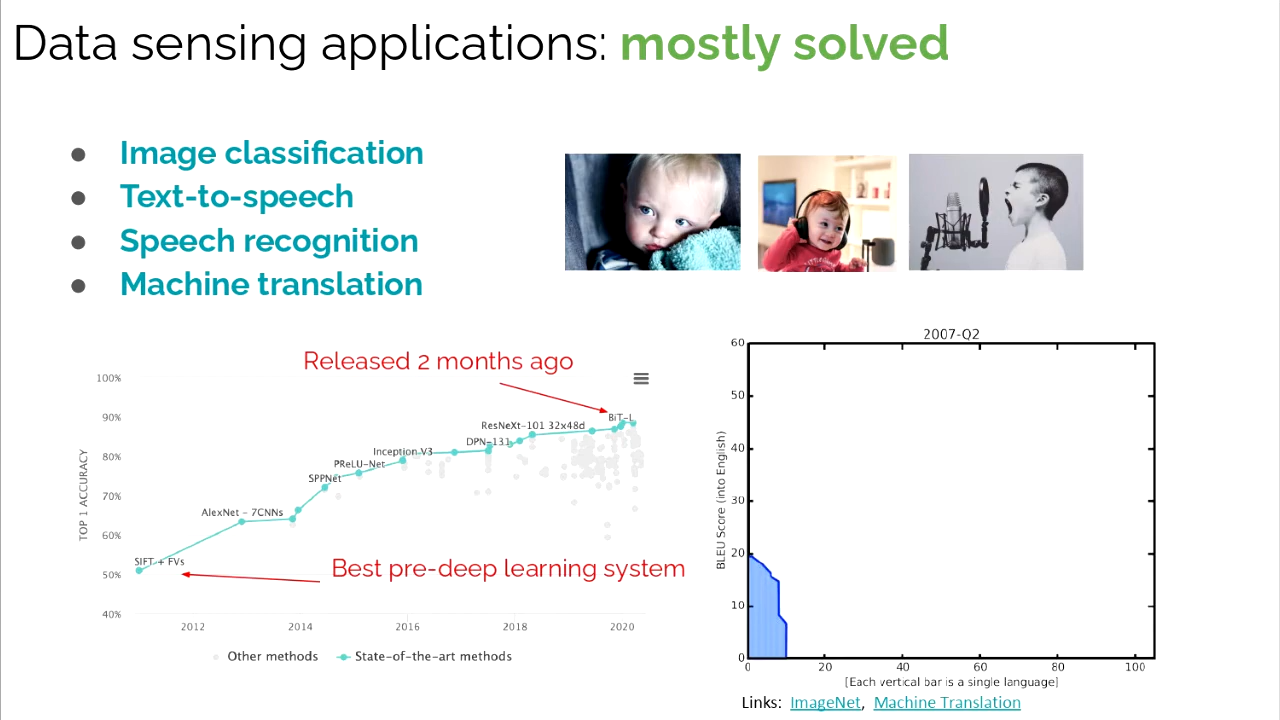 Data sensing applications: mostly solved
● Image classification
● Text-to-speech
● Speech recognition
● Machine translation
Released 2 months ago
100%
90%
80%
70%
60%
50%
40%
TOP 1 ACCURACY
SIFT + FVs
AlexNet - 7CNNs
SPPNet
PReLU-Net
Inception V3
DPN-131
ResNeXt-101 32x48d
BiT-L
Best pre-deep learning system
2012 2014 2016 2018 2020
Other methods State-of-the-art methods
2007-Q2
60
50
40
30
20
10
0
BLEU Score (into English)
0 20 40 60 80 100
[Each vertical bar is a single language]
Links: ImageNet, Machine Translation